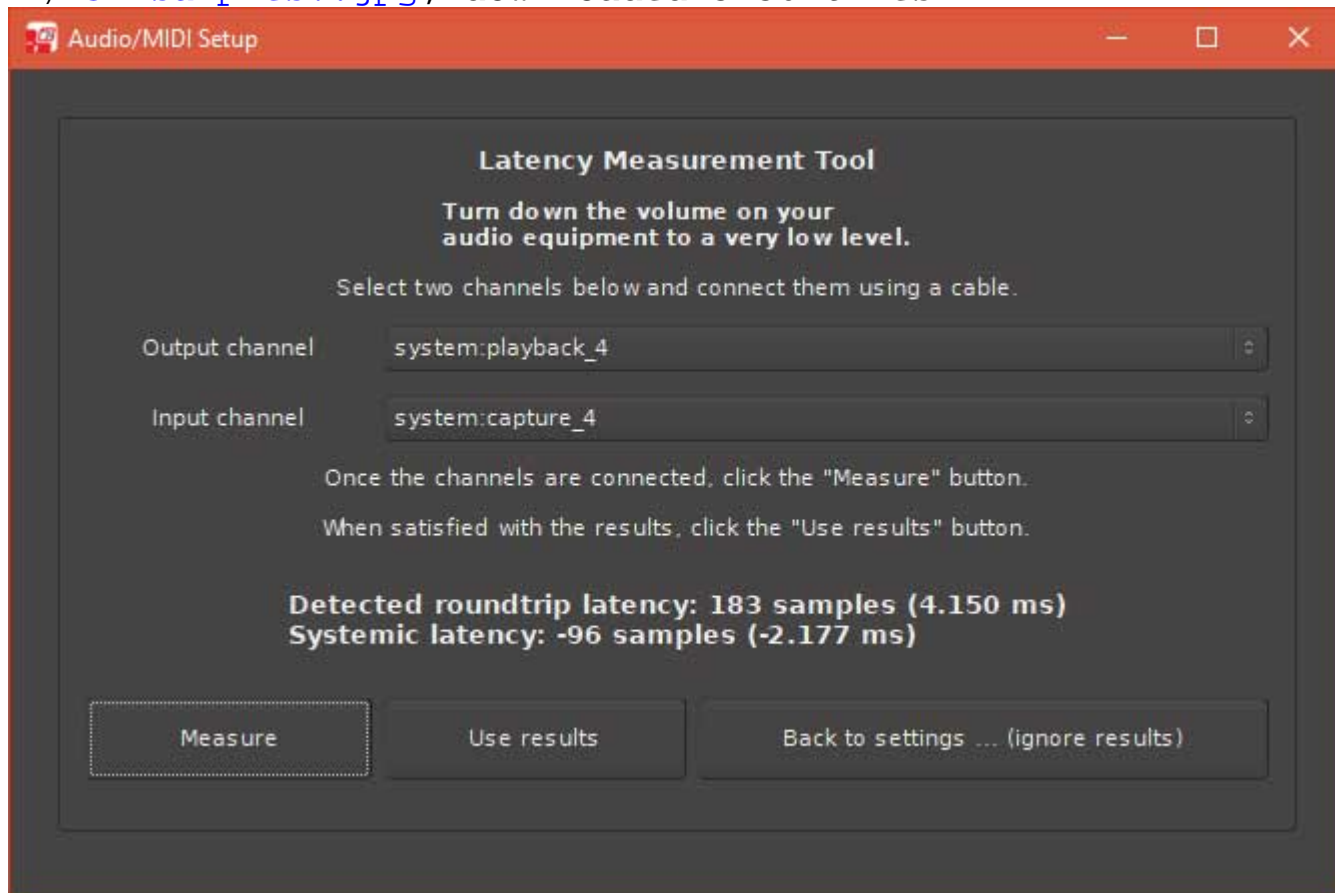 Audio/MIDI Setup
Latency Measurement Tool
Turn down the volume on your
audio equipment to a very low level.
Select two channels below and connect them using a cable.
Output channel system:playback_4
Input channel system:capture_4
Once the channels are connected, click the "Measure" button.
When satisfied with the results, click the "Use results" button.
Detected roundtrip latency: 183 samples (4.150 ms)
Systemic latency: -96 samples (-2.177 ms)
Measure Use results Back to settings ... (ignore results)